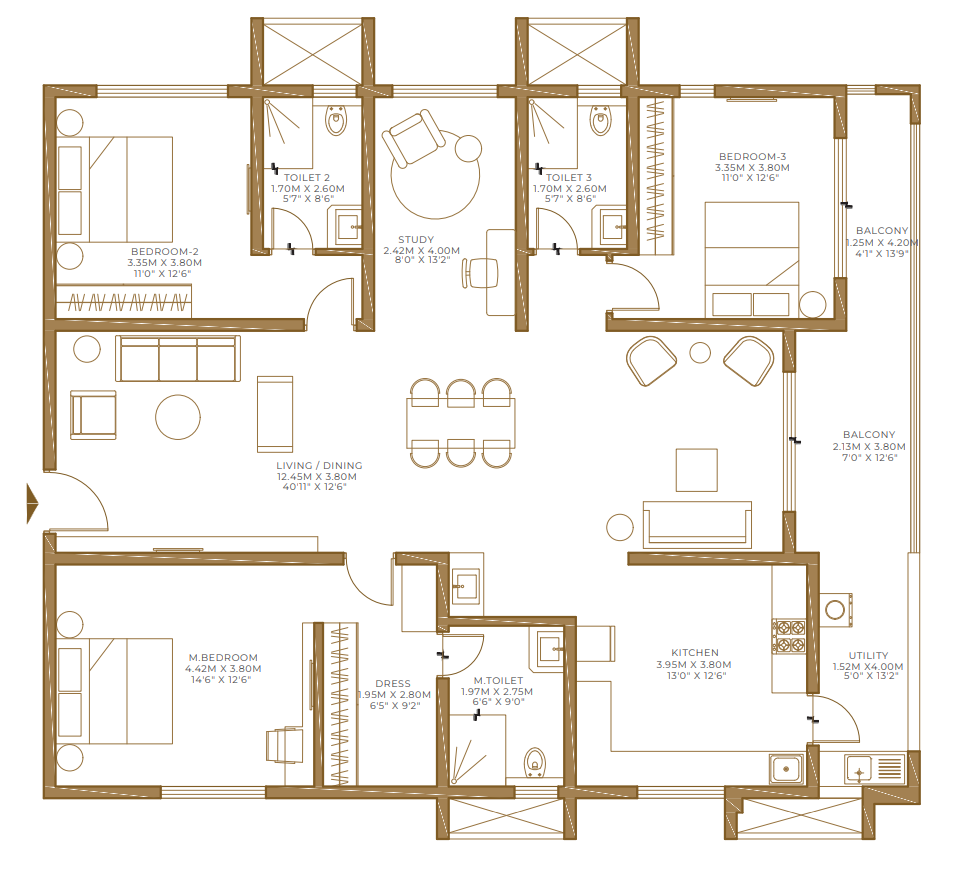 BEDROOM-3
3.35M X 3.80M
11'0" X 12'6"
TOILET 2
1.70M X 2.60M
5'7" X 8'6"
TOILET 3
1.70M X 2.60M
5'7" X 8'6"
BALCONY
1.25M X 4.20M
4'1" X 13'9"
STUDY
2.42M X 4.00M
8'0" X 13'2"
BEDROOM-2
3.35M X 3.80M
11'0" X 12'6"
BALCONY
2.13M X 3.80M
7'0" X 12'6"
LIVING / DINING
12.45M X 3.80M
40'11" X 12'6"
M.BEDROOM
4.42M X 3.80M
14'6" X 12'6"
KITCHEN
3.95M X 3.80M
13'0" X 12'6"
UTILITY
1.52M X4.00M
5'0" X 13'2"
DRESS
1.95M X 2.80M
6'5" X 9'2"
M.TOILET
1.97M X 2.75M
6'6" X 9'0"